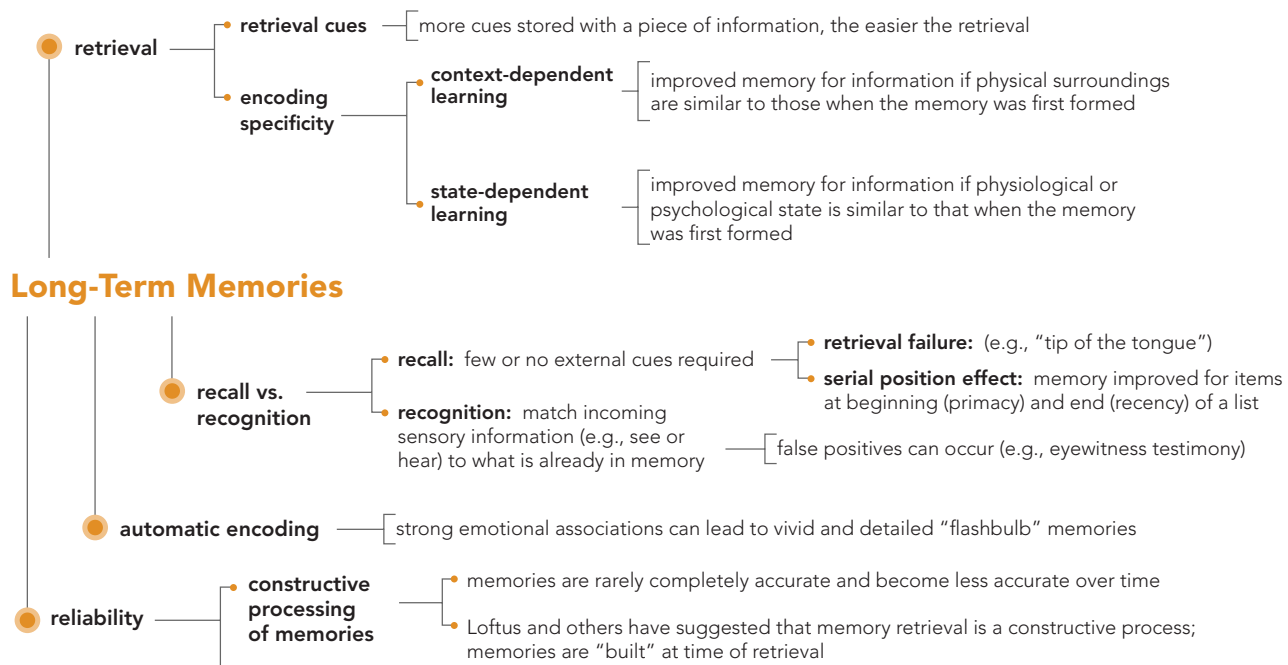 retrieval
retrieval cues
more cues stored with a piece of information, the easier the retrieval
encoding
specificity
context-dependent
learning
improved memory for information if physical surroundings
are similar to those when the memory was first formed
state-dependent
learning
improved memory for information if physiological or
psychological state is similar to that when the memory
was first formed
Long-Term Memories
recall vs.
recognition
recall: few or no external cues required
retrieval failure: (e.g., “tip of the tongue”)
serial position effect: memory improved for items
at beginning (primacy) and end (recency) of a list
recognition: match incoming
sensory information (e.g., see or
hear) to what is already in memory
false positives can occur (e.g., eyewitness testimony)
automatic encoding
strong emotional associations can lead to vivid and detailed “flashbulb” memories
reliability
constructive
processing
of memories
memories are rarely completely accurate and become less accurate over time
Loftus and others have suggested that memory retrieval is a constructive process;
memories are “built” at time of retrieval